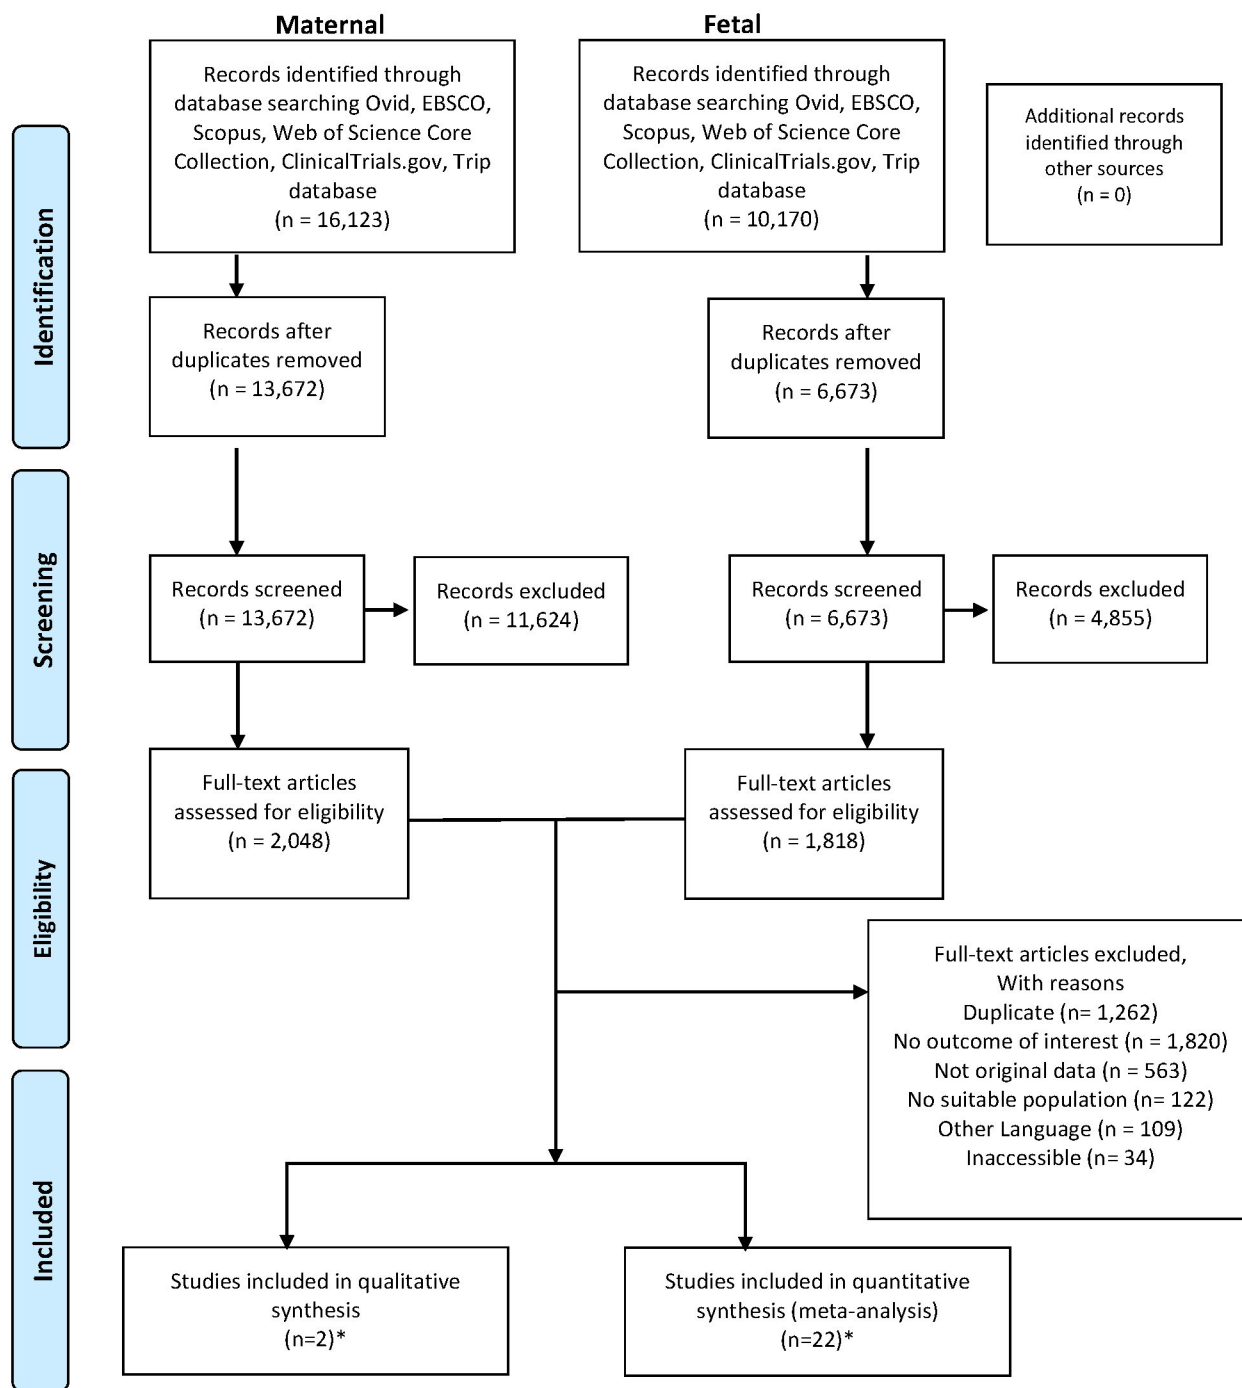 Maternal
Fetal
Records identified through
database searching Ovid, EBSCO,
Scopus, Web of Science Core
Collection, ClinicalTrials.gov, Trip
database
(n = 16,123)
Records identified through
database searching Ovid, EBSCO,
Scopus, Web of Science Core
Collection, ClinicalTrials.gov, Trip
database
(n = 10,170)
Additional records
identified through
other sources
(n = 0)
Identification
Records after
duplicates removed
(n = 13,672)
Records after
duplicates removed
(n = 6,673)
Screening
Records screened
(n = 13,672)
Records excluded
(n = 11,624)
Records screened
(n = 6,673)
Records excluded
(n = 4,855)
Eligibility
Full-text articles
assessed for eligibility
(n = 2,048)
Full-text articles
assessed for eligibility
(n = 1,818)
Full-text articles excluded,
With reasons
Duplicate (n= 1,262)
No outcome of interest (n = 1,820)
Not original data (n = 563)
No suitable population (n= 122)
Other Language (n = 109)
Inaccessible (n= 34)
Included
Studies included in qualitative
synthesis
(n=2)*
Studies included in quantitative
synthesis (meta-analysis)
(n=22)*